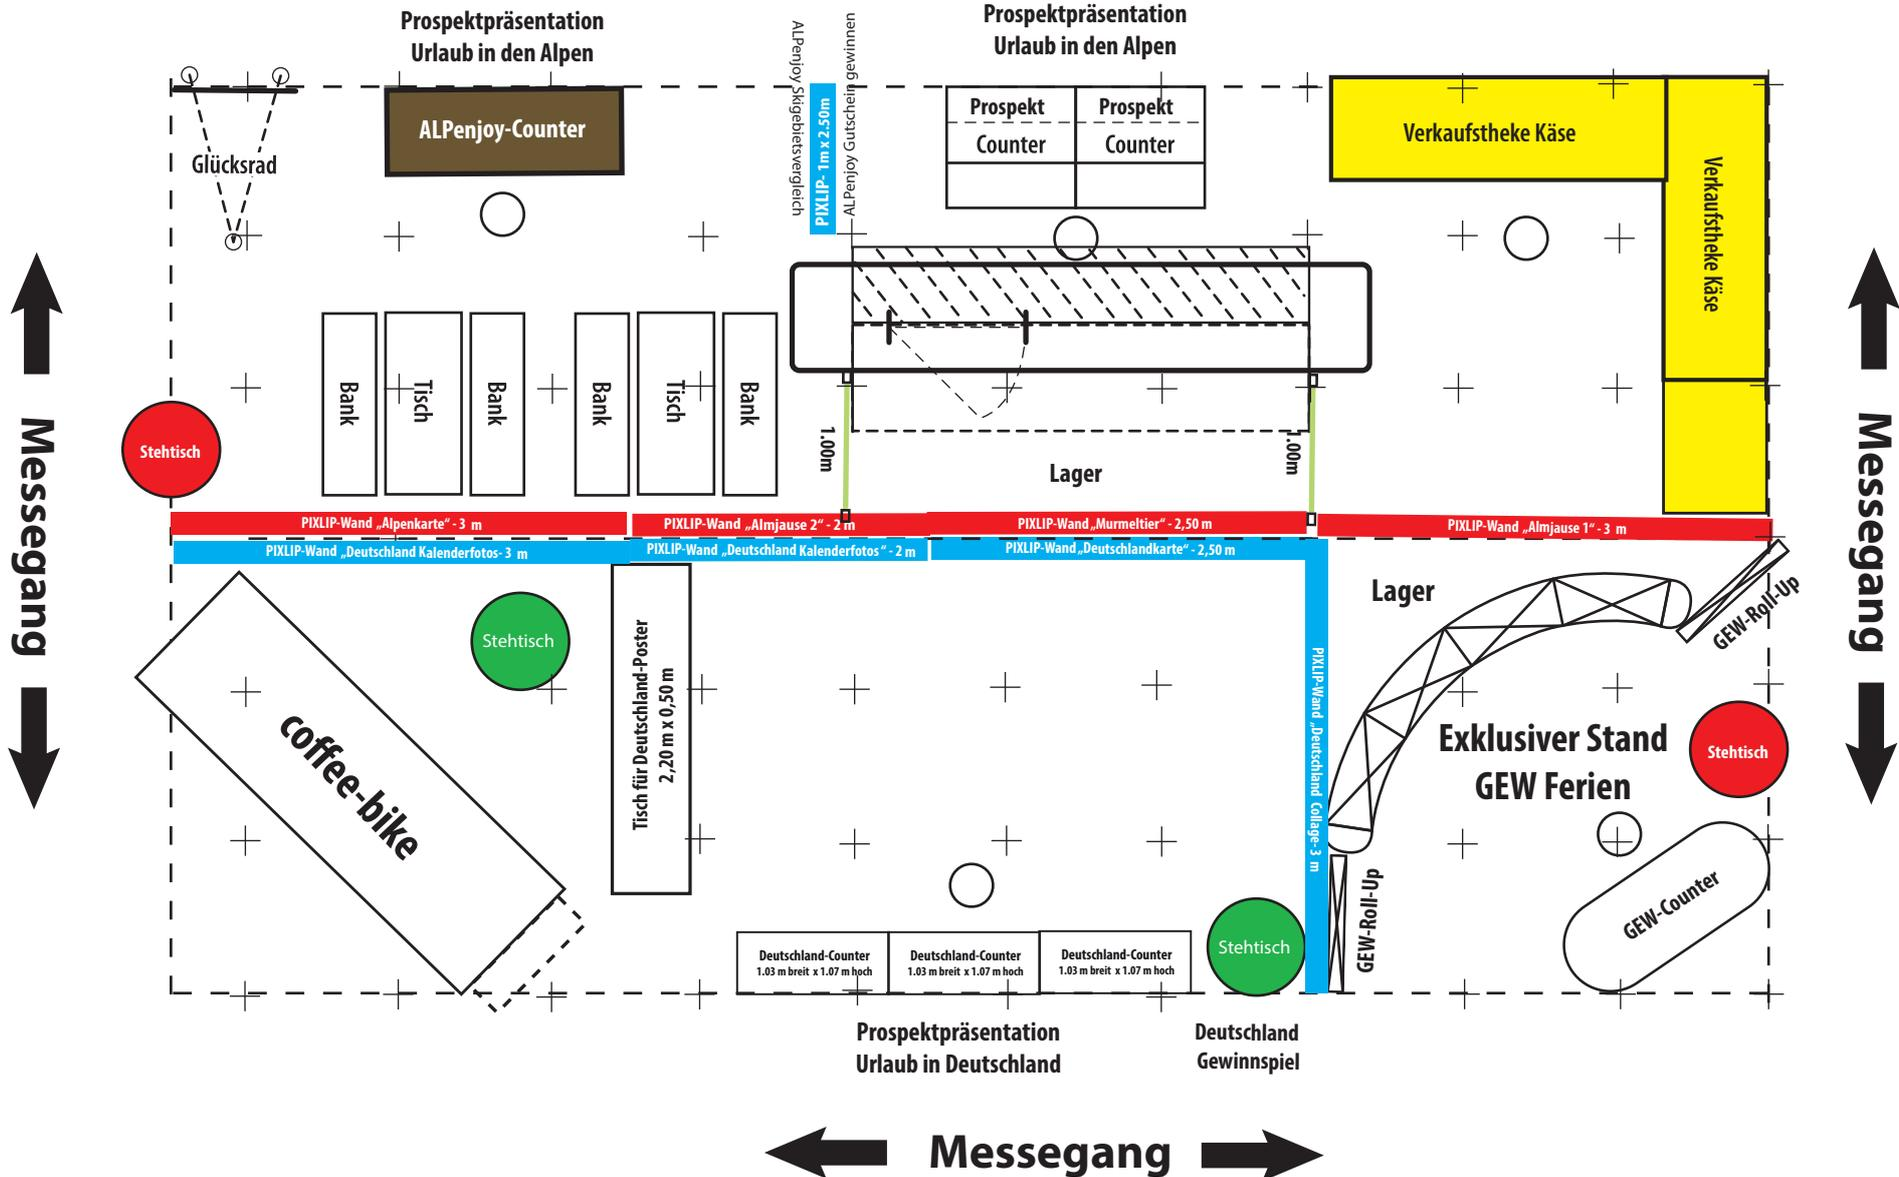 Prospektpräsentation
Urlaub in den Alpen
Prospektpräsentation
Urlaub in den Alpen
Glücksrad
ALPenjoy-Counter
ALPenjoy Skigebietsvergleich
PIXLIP- 1m x 2.50m
ALPenjoy Gutschein gewinnen
Prospekt
Counter
Prospekt
Counter
Verkaufstheke Käse
Verkaufstheke Käse
Messegang
Messegang
Bank
Tisch
Bank
Bank
Tisch
Bank
Stehtisch
1.00m
1.00m
Lager
PIXLIP-Wand „Alpenkarte“ - 3 m
PIXLIP-Wand „Almjause 2“ - 2 m
PIXLIP-Wand „Murmeltier“ - 2,50 m
PIXLIP-Wand „Almjause 1“ - 3 m
PIXLIP-Wand „Deutschland Kalenderfotos- 3 m
PIXLIP-Wand „Deutschland Kalenderfotos“ - 2 m
PIXLIP-Wand „Deutschlandkarte“ - 2,50 m
coffee-bike
Stehtisch
Tisch für Deutschland-Poster
2,20 m x 0,50 m
PIXLIP-Wand „Deutschland Collage- 3 m
Lager
GEW-Roll-Up
Exklusiver Stand
GEW Ferien
Stehtisch
GEW-Roll-Up
GEW-Counter
Deutschland-Counter
1.03 m breit x 1.07 m hoch
Deutschland-Counter
1.03 m breit x 1.07 m hoch
Deutschland-Counter
1.03 m breit x 1.07 m hoch
Stehtisch
Prospektpräsentation
Urlaub in Deutschland
Deutschland
Gewinnspiel
Messegang